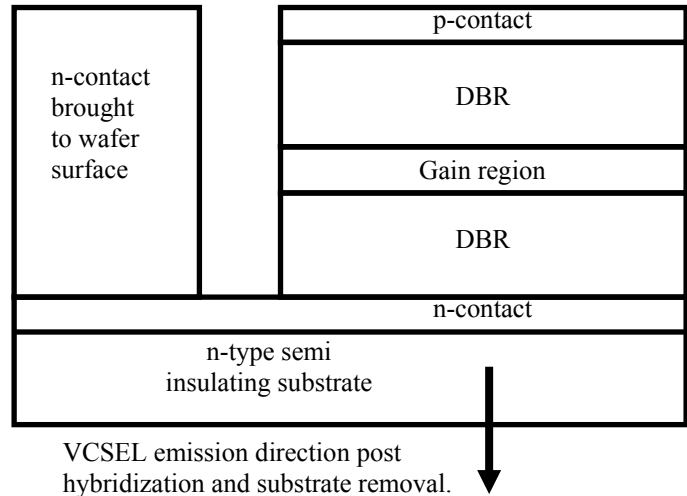 n-contact
brought
to wafer
surface
p-contact
DBR
Gain region
DBR
n-contact
n-type semi
insulating substrate
VCSEL emission direction post
hybridization and substrate removal.